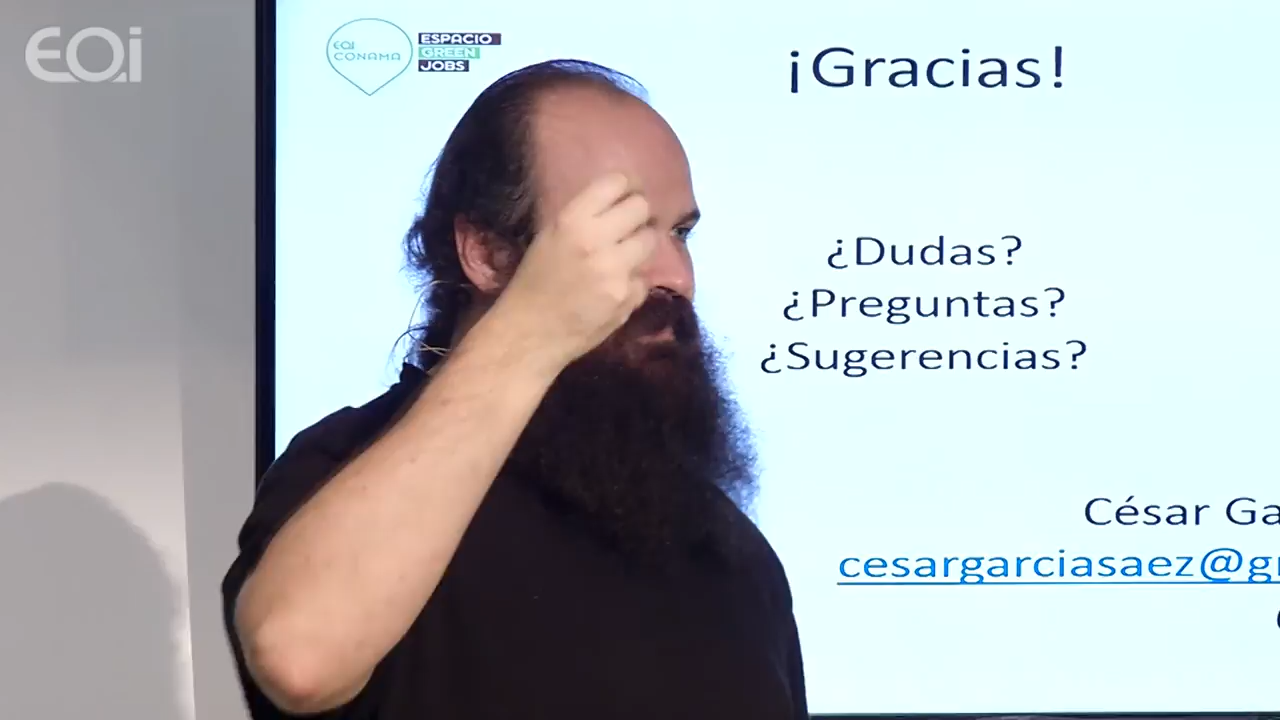 EOi
EOI
CONAMA
ESPACIO
GREEN
JOBS
¡Gracias!
¿Dudas?
¿Preguntas?
¿Sugerencias?
César Ga
cesargarciasaez@g